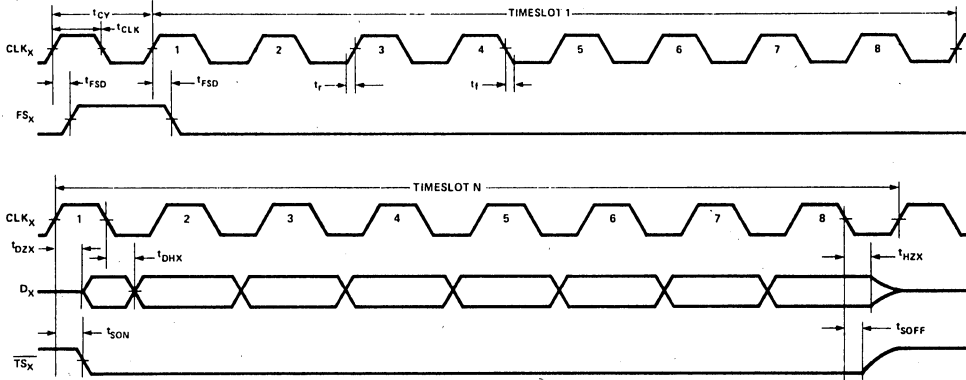 tCY
TIMESLOT 1
tCLK
CLKX
1 2 3 4 5 6 7 8
tFSD
tFSD
tr
tf
FSX
TIMESLOT N
CLKX
1 2 3 4 5 6 7 8
tDZX
tDHX
tHZX
DX
tSON
tSOFF
TSX